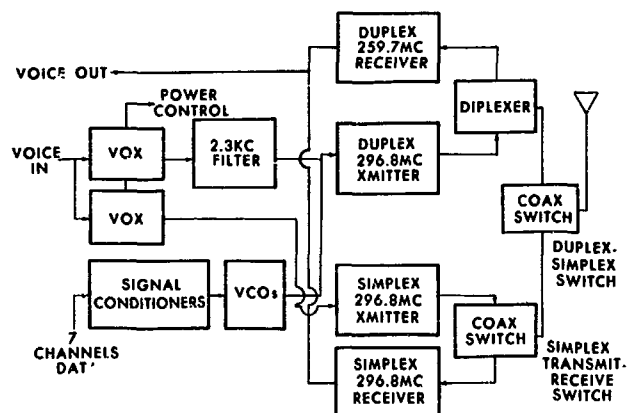 DUPLEX
259.7MC
RECEIVER
VOICE OUT
POWER
CONTROL
DIPLEXER
VOICE
IN
VOX
2.3KC
FILTER
DUPLEX
296.8MC
XMITTER
VOX
COAX
SWITCH
DUPLEX-
SIMPLEX
SWITCH
SIGNAL
CONDITIONERS
VCOs
SIMPLEX
296.8MC
XMITTER
COAX
SWITCH
7
CHANNELS
DAT'
SIMPLEX
296.8MC
RECEIVER
SIMPLEX
TRANSMIT-
RECEIVE
SWITCH